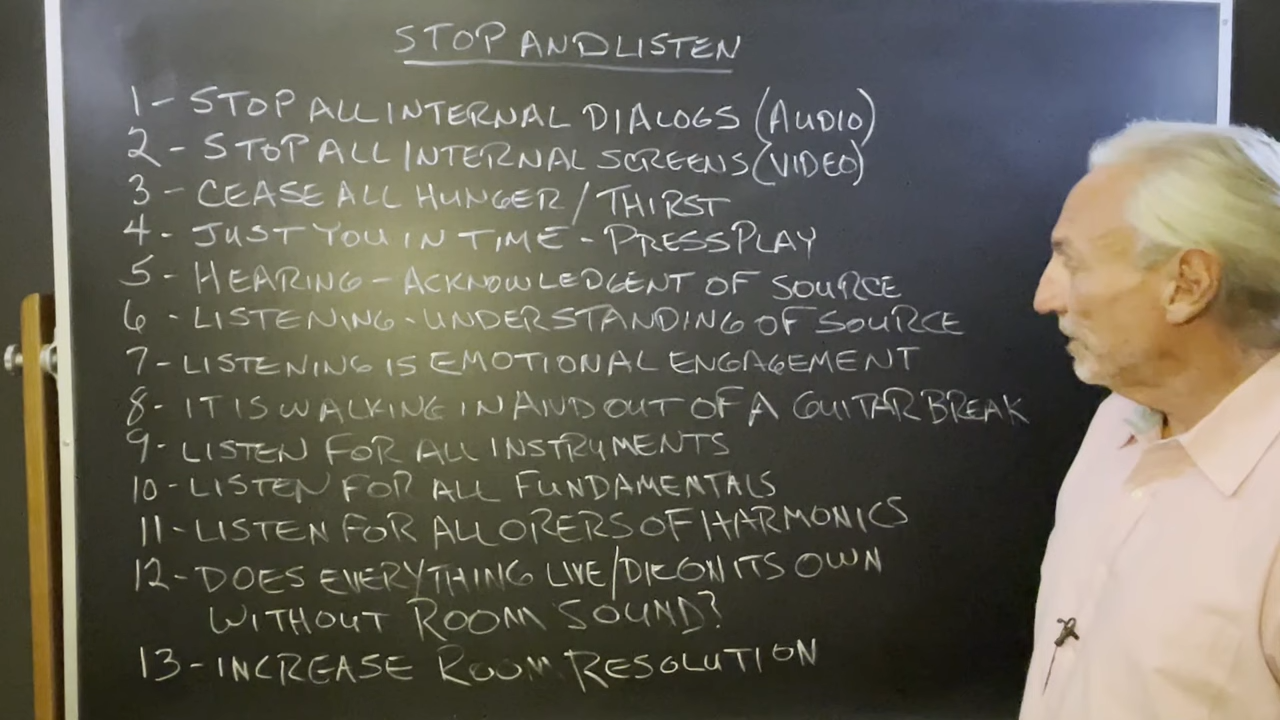 STOP AND LISTEN
1- STOP ALL INTERNAL DIALOGS (AUDIO)
2- STOP ALL INTERNAL SCREENS (VIDEO)
3- CEASE ALL HUNGER/THIRST
4- JUST YOU IN TIME - PRESS PLAY
5- HEARING - ACKNOWLEDGENT OF SOURCE
6- LISTENING - UNDERSTANDING OF SOURCE
7- LISTENING IS EMOTIONAL ENGAGEMENT
8- IT IS WALKING IN AND OUT OF A GUITAR BREAK
9- LISTEN FOR ALL INSTRUMENTS
10- LISTEN FOR ALL FUNDAMENTALS
11- LISTEN FOR ALL ORERS OF HARMONICS
12- DOES EVERYTHING LIVE/DIE ON ITS OWN
WITHOUT ROOM SOUND?
13- INCREASE ROOM RESOLUTION